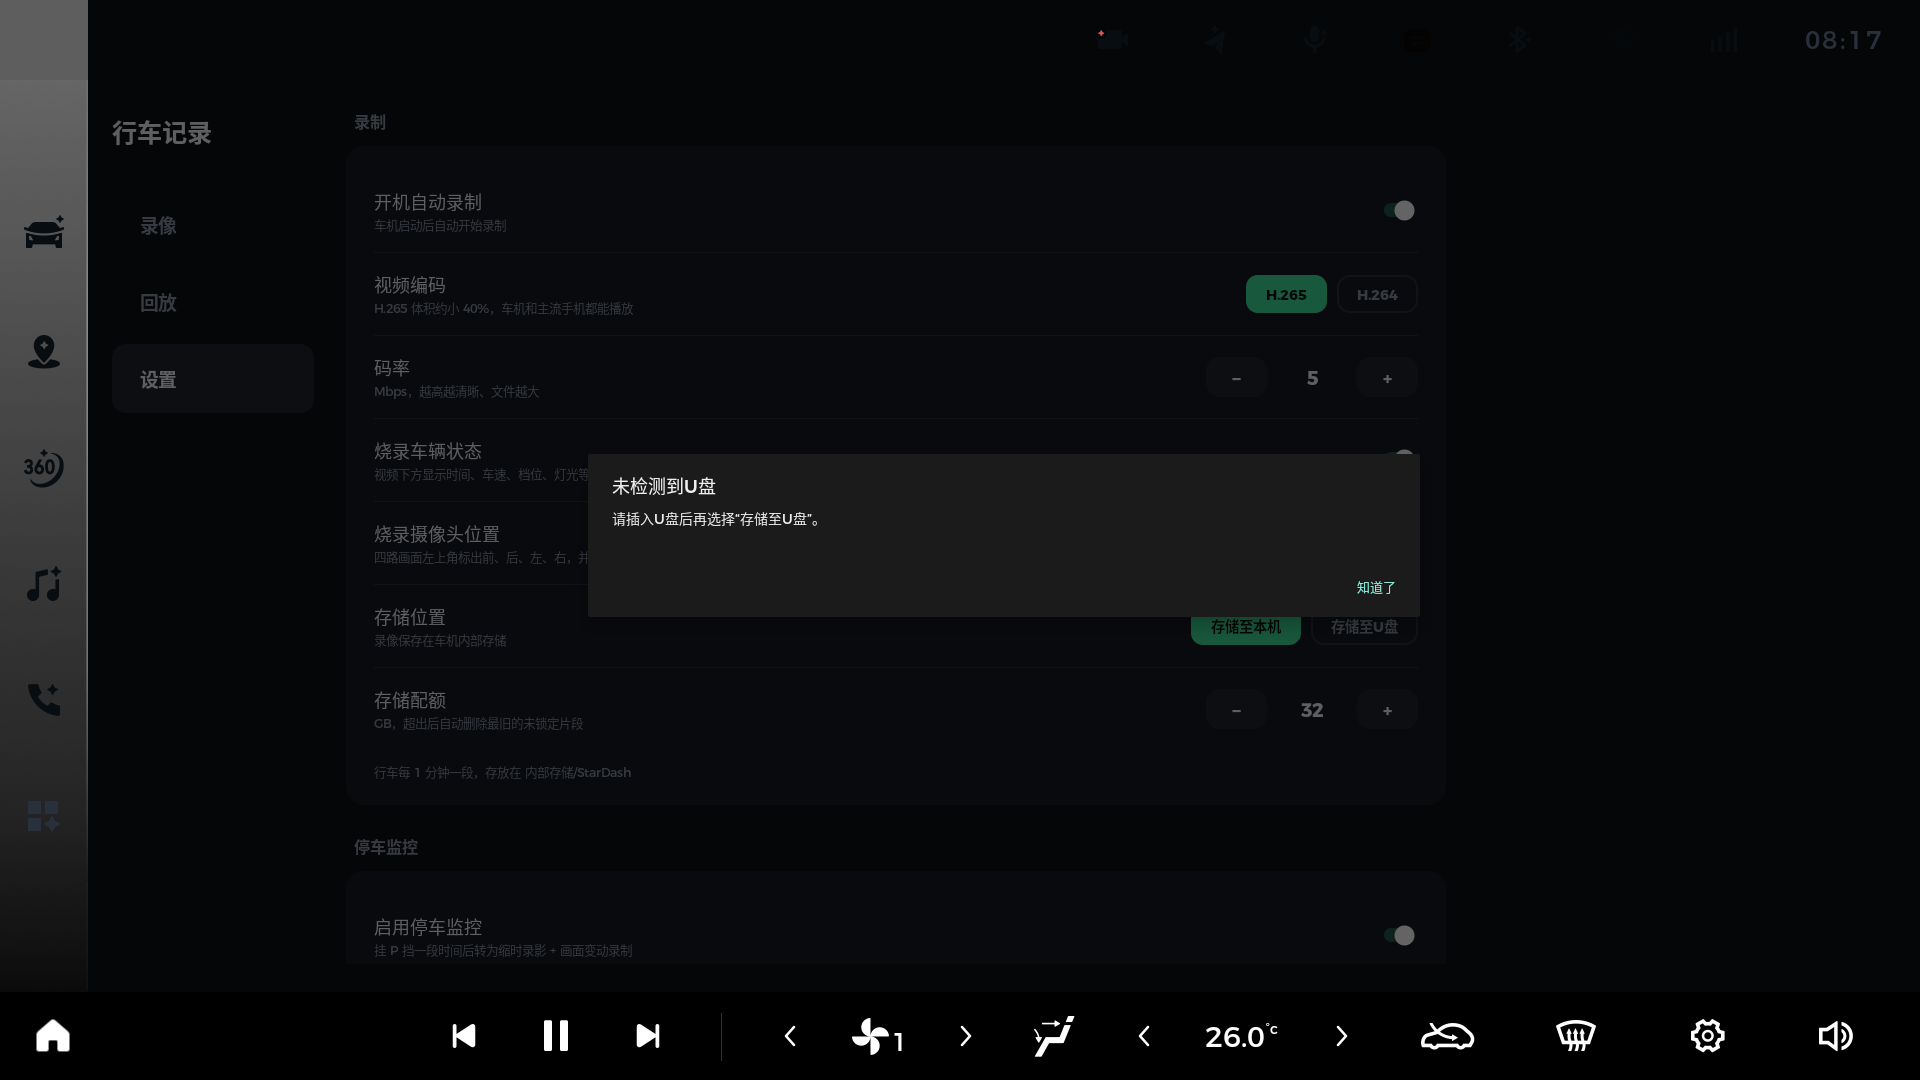 08:17
行车记录
录像
回放
设置
360
录制
开机自动录制
车机启动后自动开始录制
视频编码
H.265 体积约小 40%，车机和主流手机都能播放
H.265
H.264
码率
Mbps，越高越清晰、文件越大
−
5
+
烧录车辆状态
视频下方显示时间、车速、档位、灯光等
烧录摄像头位置
四路画面左上角标出前、后、左、右，并
未检测到U盘
请插入U盘后再选择“存储至U盘”。
知道了
存储位置
录像保存在车机内部存储
存储至本机
存储至U盘
存储配额
GB，超出后自动删除最旧的未锁定片段
−
32
+
行车每 1 分钟一段，存放在 内部存储/StarDash
停车监控
启用停车监控
挂 P 挡一段时间后转为缩时录影 + 画面变动录制
1
26.0°C